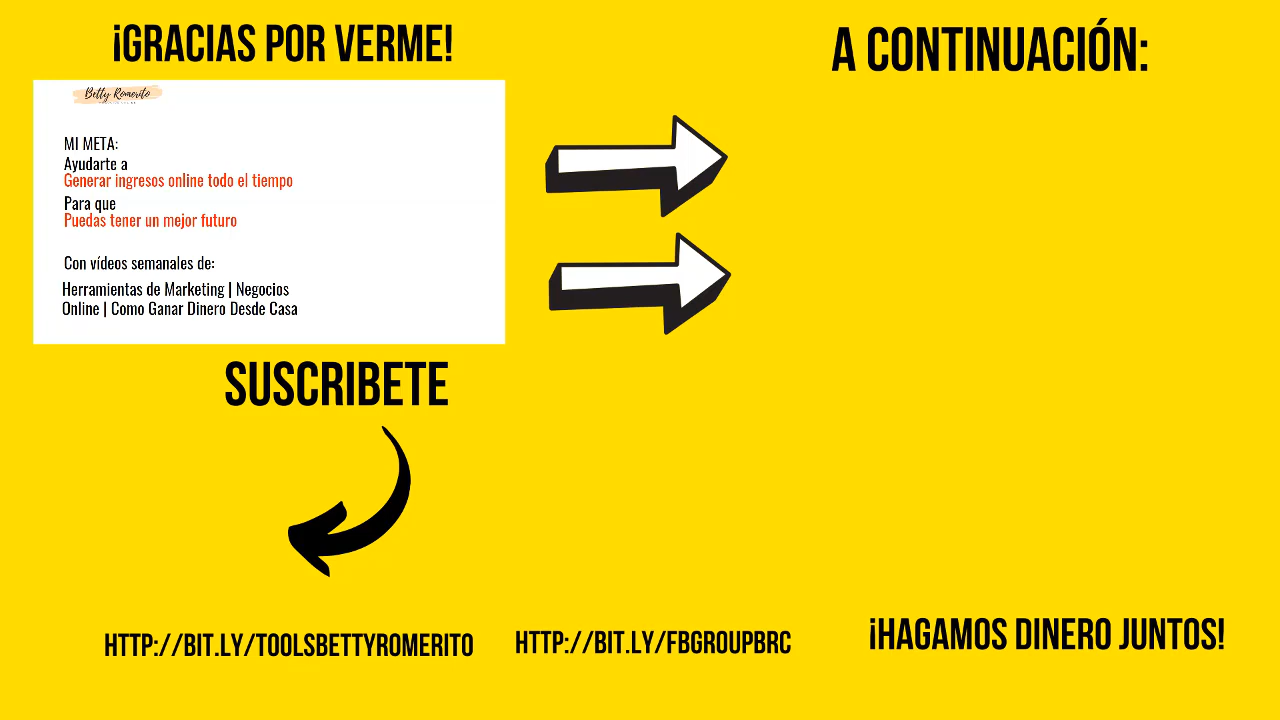 ¡GRACIAS POR VERME!
A CONTINUACIÓN:
Betty Romerito
MI META:
Ayudarte a
Generar ingresos online todo el tiempo
Para que
Puedas tener un mejor futuro
Con vídeos semanales de:
Herramientas de Marketing | Negocios
Online | Como Ganar Dinero Desde Casa
SUSCRIBETE
HTTP://BIT.LY/TOOLSBETTYROMERITO
HTTP://BIT.LY/FBGROUPBRC
¡HAGAMOS DINERO JUNTOS!